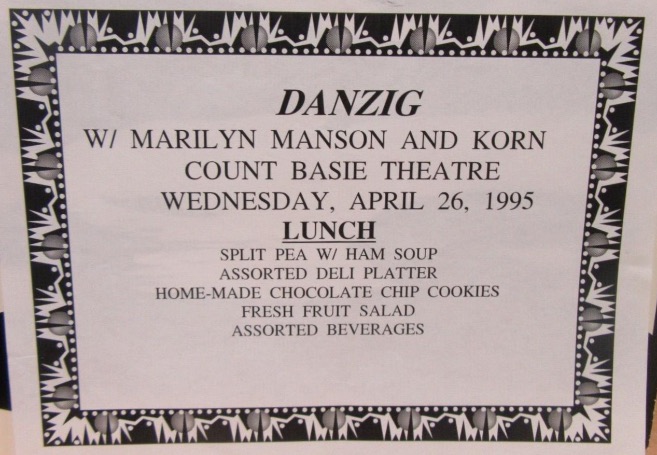 DANZIG
W/ MARILYN MANSON AND KORN
COUNT BASIE THEATRE
WEDNESDAY, APRIL 26, 1995
LUNCH
SPLIT PEA W/ HAM SOUP
ASSORTED DELI PLATTER
HOME-MADE CHOCOLATE CHIP COOKIES
FRESH FRUIT SALAD
ASSORTED BEVERAGES